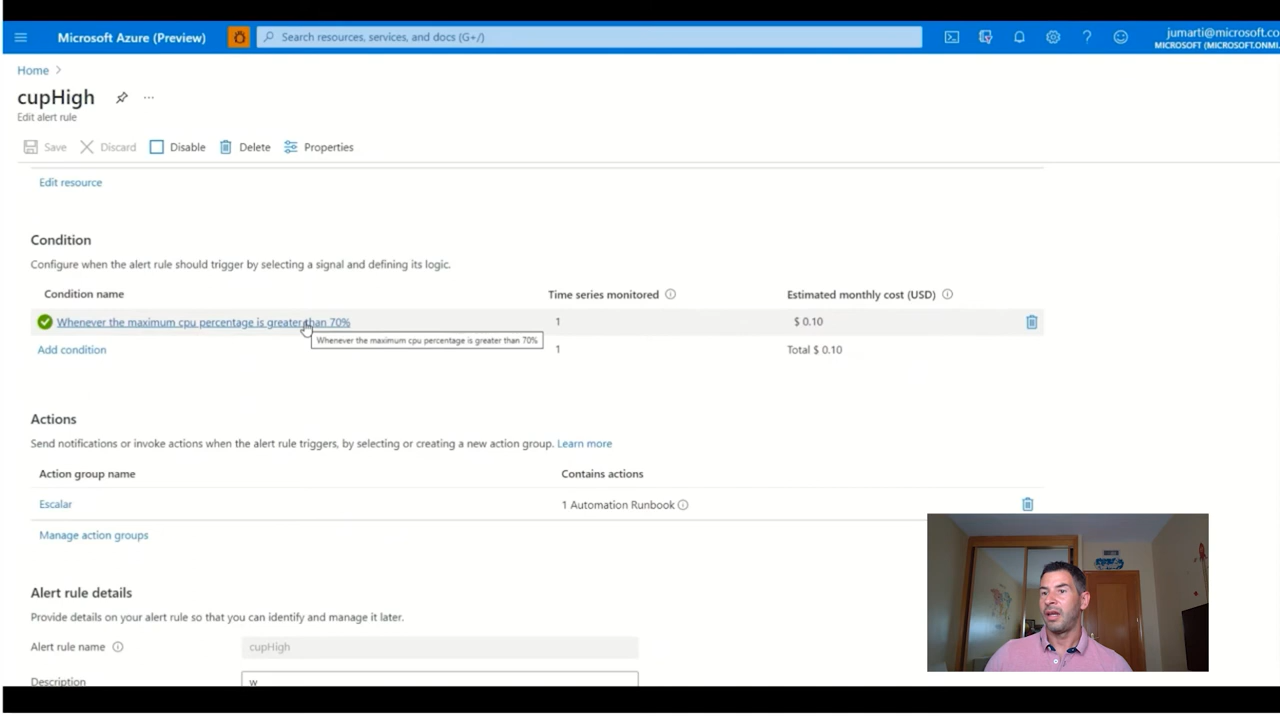 Microsoft Azure (Preview)
Search resources, services, and docs (G+/)
jumarti@microsoft.co
MICROSOFT (MICROSOFT.ONMI
Home
cupHigh
Edit alert rule
Save
Discard
Disable
Delete
Properties
Edit resource
Condition
Configure when the alert rule should trigger by selecting a signal and defining its logic.
Condition name
Time series monitored
Estimated monthly cost (USD)
Whenever the maximum cpu percentage is greater than 70%
1
$ 0.10
Whenever the maximum cpu percentage is greater than 70%
Add condition
1
Total $ 0.10
Actions
Send notifications or invoke actions when the alert rule triggers, by selecting or creating a new action group. Learn more
Action group name
Contains actions
Escalar
1 Automation Runbook
Manage action groups
Alert rule details
Provide details on your alert rule so that you can identify and manage it later.
Alert rule name
cupHigh
Description
w